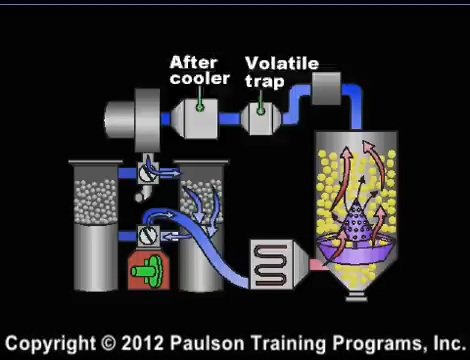 After
cooler
Volatile
trap
Copyright © 2012 Paulson Training Programs, Inc.